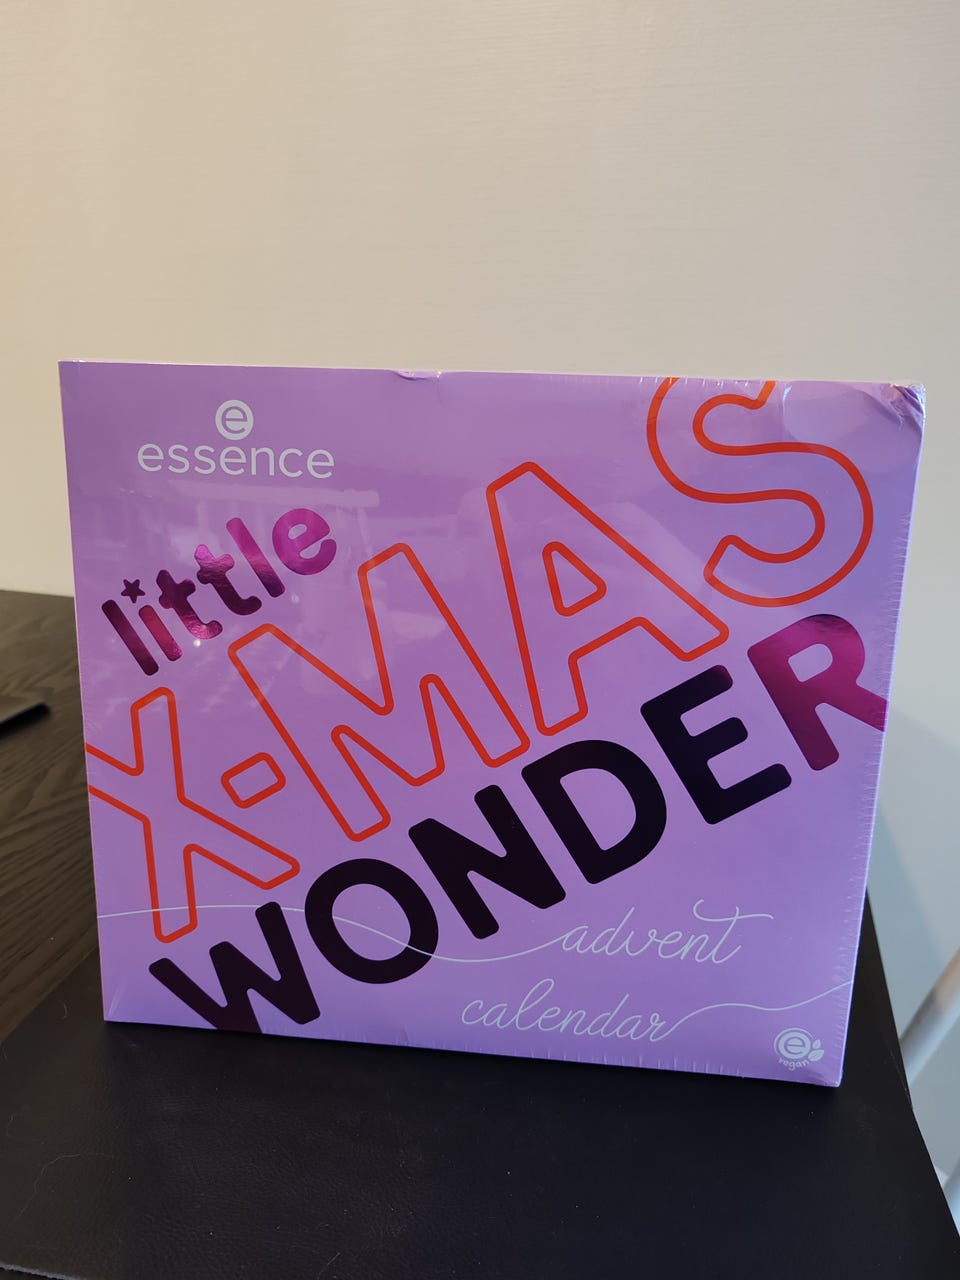 e
essence
little
X-MAS
WONDER
advent
calendar
e
vegan